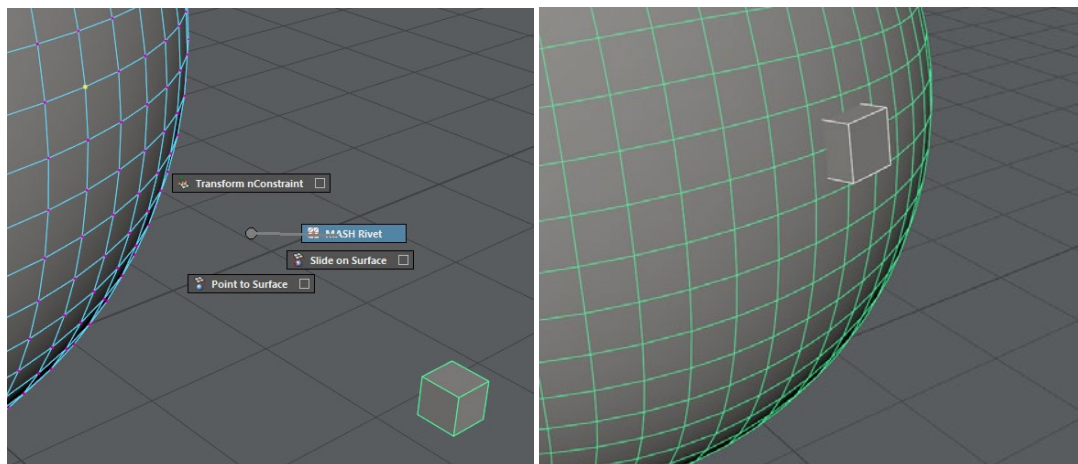 Transform nConstraint
MASH Rivet
Slide on Surface
Point to Surface